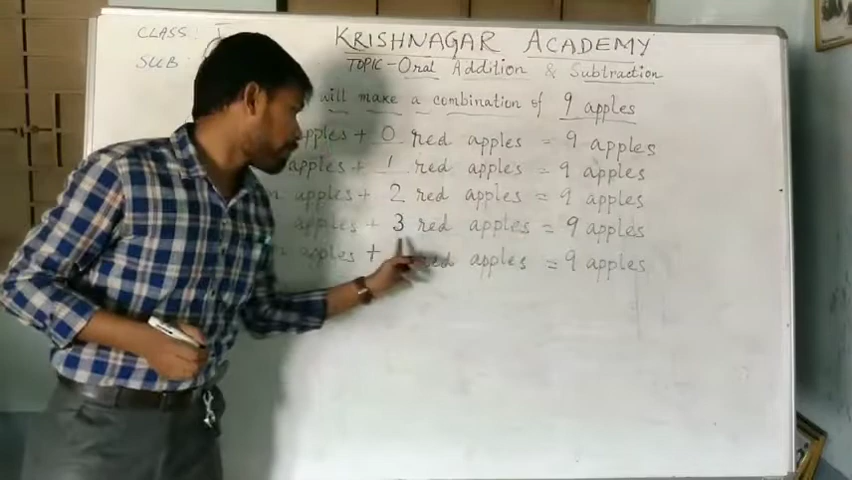 CLASS: I
KRISHNAGAR ACADEMY
SUB
TOPIC - Oral Addition & Subtraction
will make a combination of 9 apples
apples + 0 red apples = 9 apples
apples + 1 red apples = 9 apples
apples + 2 red apples = 9 apples
apples + 3 red apples = 9 apples
apples + red apples = 9 apples